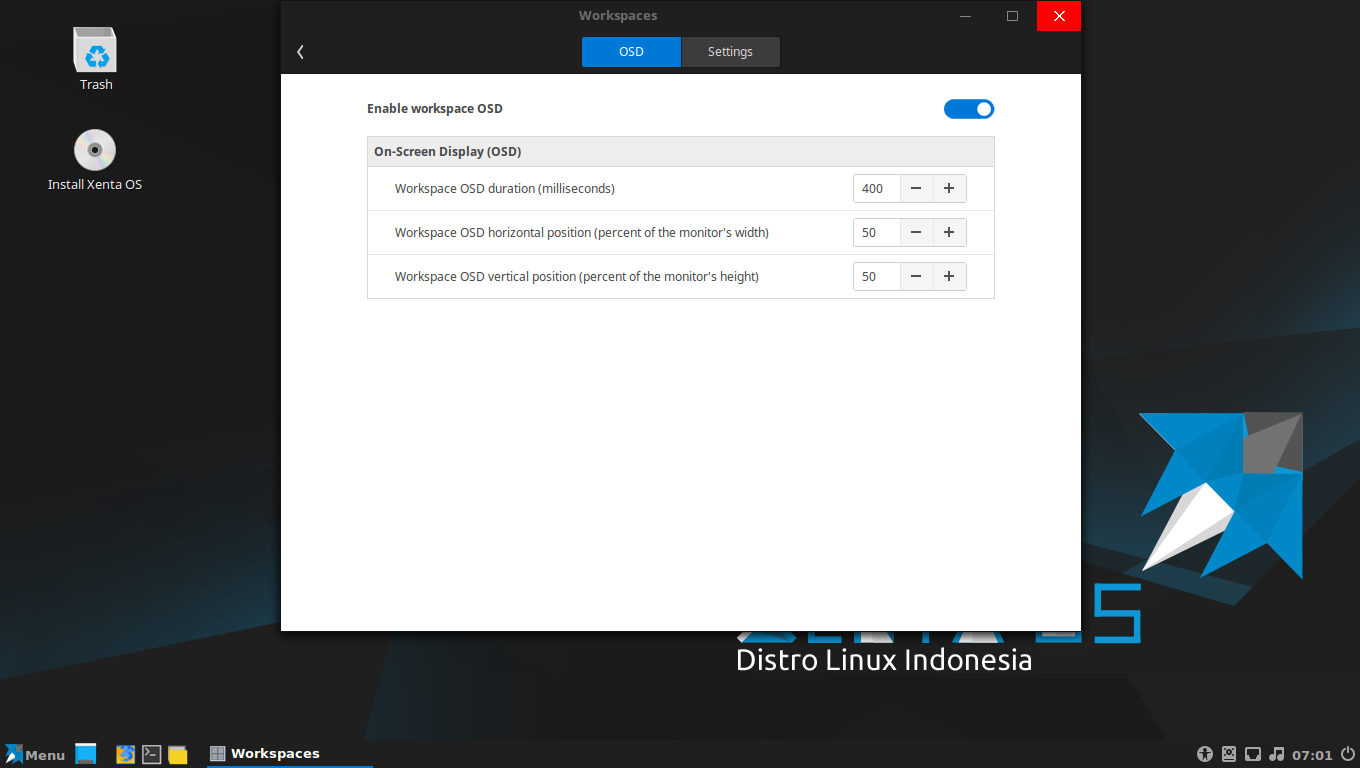 Workspaces
OSD
Settings
Trash
Install Xenta OS
Enable workspace OSD
On-Screen Display (OSD)
Workspace OSD duration (milliseconds)
400
Workspace OSD horizontal position (percent of the monitor's width)
50
Workspace OSD vertical position (percent of the monitor's height)
50
Distro Linux Indonesia
Menu
Workspaces
07:01